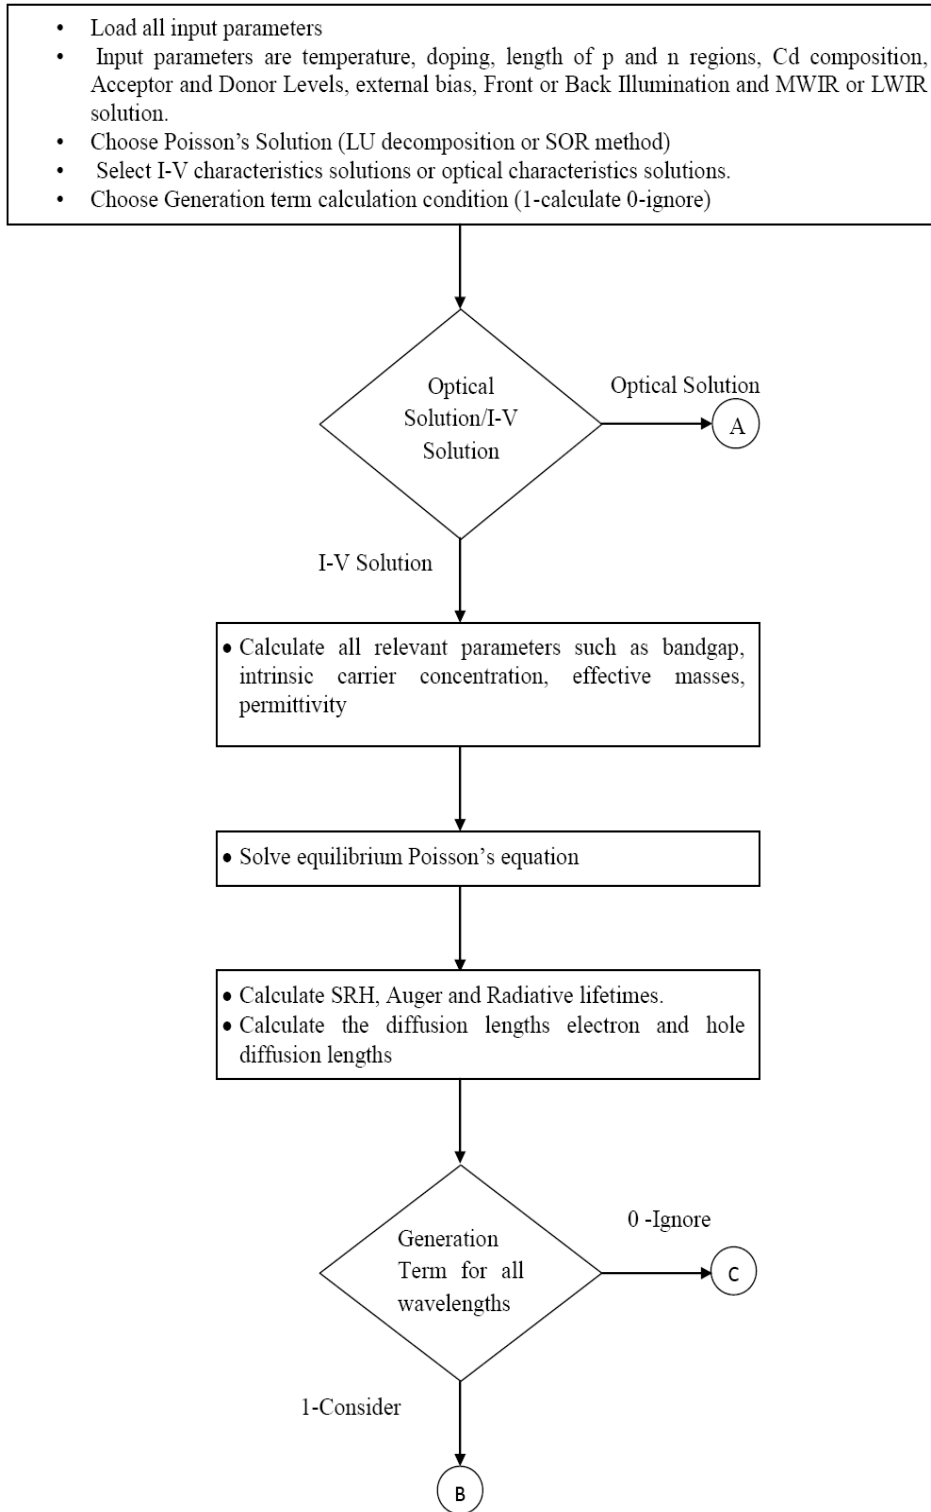 • Load all input parameters
• Input parameters are temperature, doping, length of p and n regions, Cd composition,
Acceptor and Donor Levels, external bias, Front or Back Illumination and MWIR or LWIR
solution.
• Choose Poisson’s Solution (LU decomposition or SOR method)
• Select I-V characteristics solutions or optical characteristics solutions.
• Choose Generation term calculation condition (1-calculate 0-ignore)
Optical
Solution/I-V
Solution
Optical Solution
A
I-V Solution
• Calculate all relevant parameters such as bandgap,
intrinsic carrier concentration, effective masses,
permittivity
• Solve equilibrium Poisson’s equation
• Calculate SRH, Auger and Radiative lifetimes.
• Calculate the diffusion lengths electron and hole
diffusion lengths
Generation
Term for all
wavelengths
0 -Ignore
C
1-Consider
B